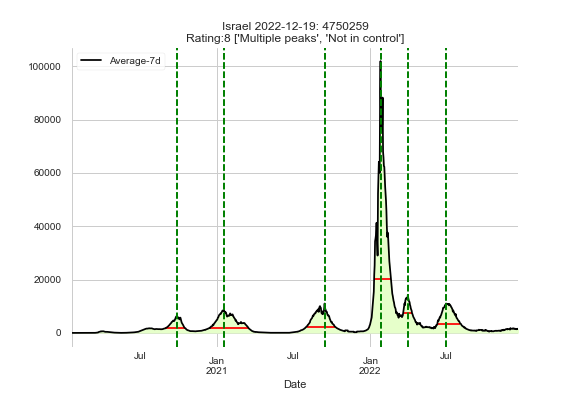 Israel 2022-12-19: 4750259
Rating:8 ['Multiple peaks', 'Not in control']
Average-7d
100000
80000
60000
40000
20000
0
Jul
Jan
2021
Jul
Jan
2022
Jul
Date